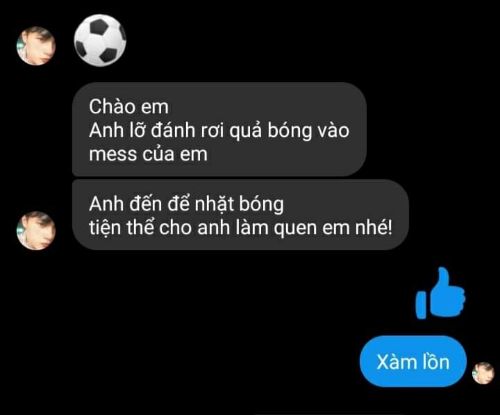 Chào em
Anh lỡ đánh rơi quả bóng vào
mess của em
Anh đến để nhặt bóng
tiện thể cho anh làm quen em nhé!
Xàm lồn